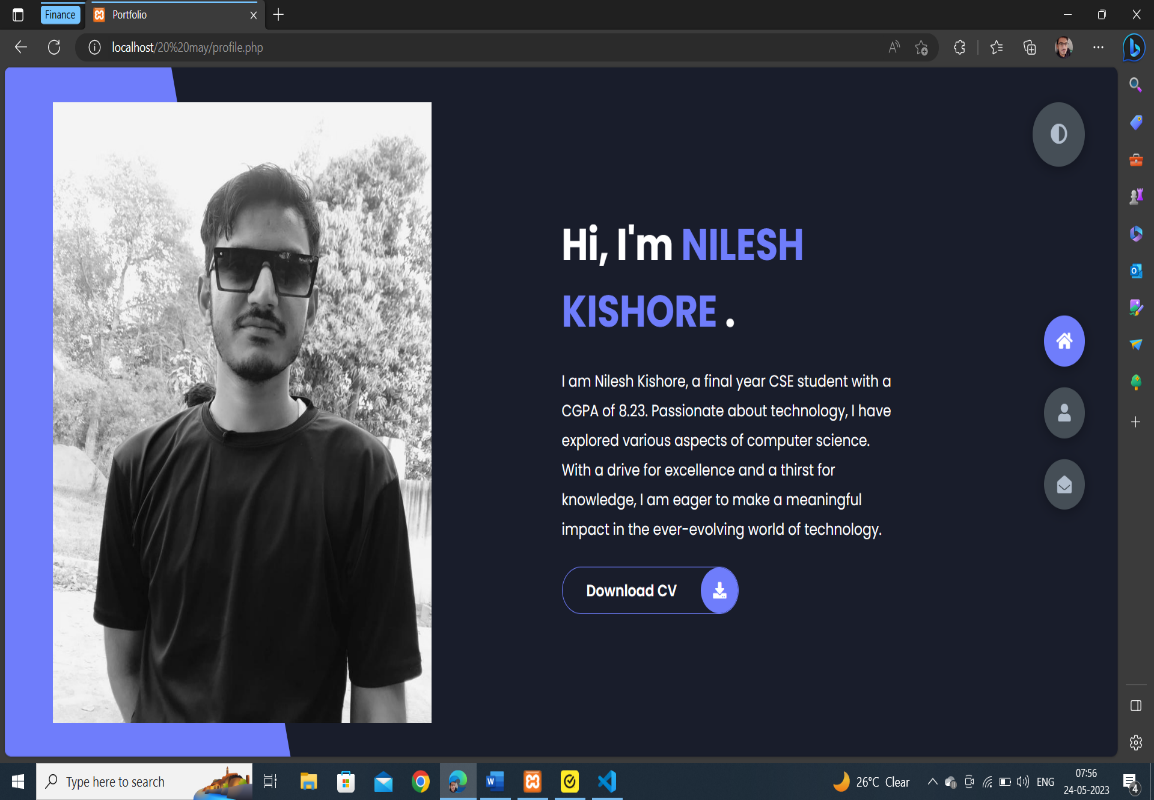 Finance
Portfolio
localhost/20%20may/profile.php
Hi, I'm NILESH
KISHORE .
I am Nilesh Kishore, a final year CSE student with a
CGPA of 8.23. Passionate about technology, I have
explored various aspects of computer science.
With a drive for excellence and a thirst for
knowledge, I am eager to make a meaningful
impact in the ever-evolving world of technology.
Download CV
Type here to search
26°C Clear
ENG
07:56
24-05-2023
4